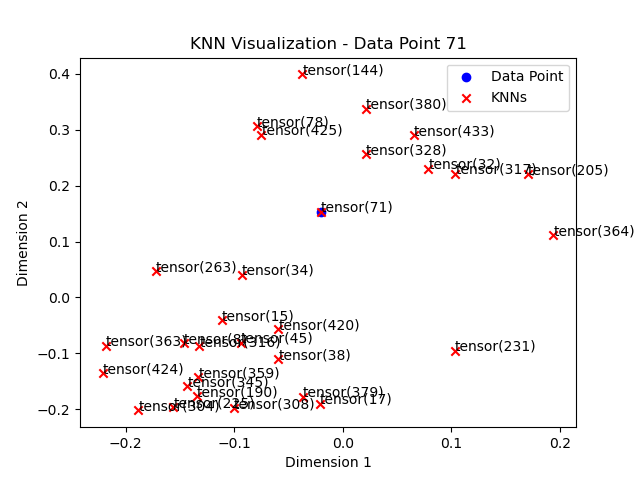 KNN Visualization - Data Point 71
Data Point
KNNs
tensor(144)
tensor(380)
tensor(78)
tensor(425)
tensor(433)
tensor(328)
tensor(32)
tensor(317)
tensor(205)
tensor(71)
tensor(364)
tensor(263)
tensor(34)
tensor(15)
tensor(420)
tensor(363)
tensor(316)
tensor(45)
tensor(231)
tensor(38)
tensor(424)
tensor(359)
tensor(345)
tensor(190)
tensor(379)
tensor(17)
tensor(304)
tensor(308)
0.4
0.3
0.2
0.1
0.0
−0.1
−0.2
Dimension 2
−0.2
−0.1
0.0
0.1
0.2
Dimension 1